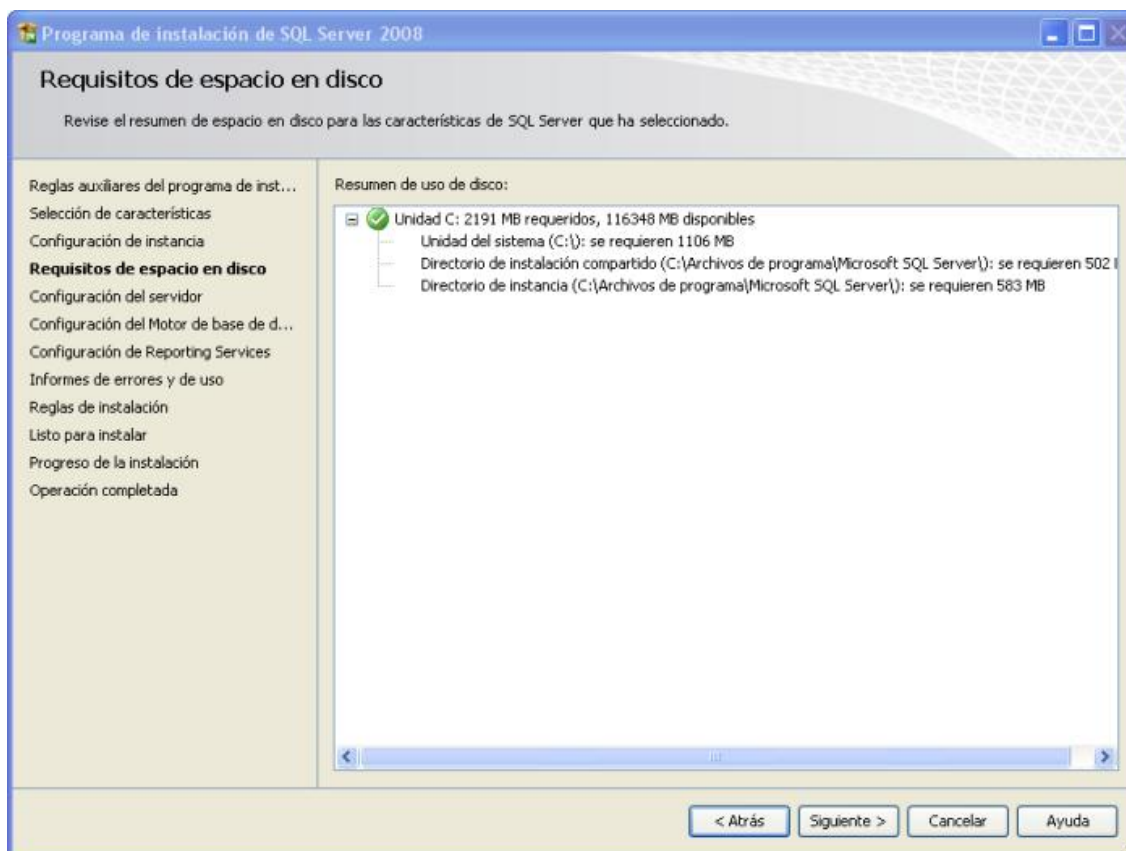 Programa de instalación de SQL Server 2008
Requisitos de espacio en disco
Revise el resumen de espacio en disco para las características de SQL Server que ha seleccionado.
Reglas auxiliares del programa de inst...
Selección de características
Configuración de instancia
Requisitos de espacio en disco
Configuración del servidor
Configuración del Motor de base de d...
Configuración de Reporting Services
Informes de errores y de uso
Reglas de instalación
Listo para instalar
Progreso de la instalación
Operación completada
Resumen de uso de disco:
Unidad C: 2191 MB requeridos, 116348 MB disponibles
Unidad del sistema (C:\): se requieren 1106 MB
Directorio de instalación compartido (C:\Archivos de programa\Microsoft SQL Server\): se requieren 502
Directorio de instancia (C:\Archivos de programa\Microsoft SQL Server\): se requieren 583 MB
< Atrás
Siguiente >
Cancelar
Ayuda